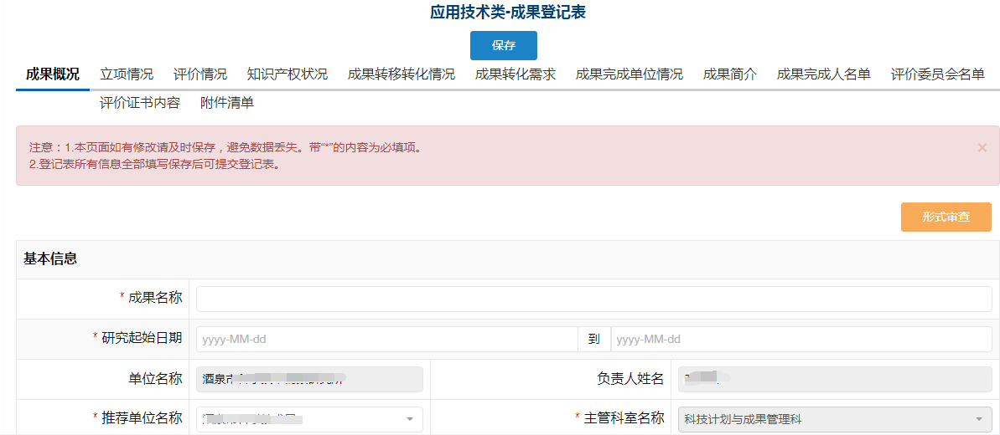 应用技术类-成果登记表
保存
成果概况 立项情况 评价情况 知识产权状况 成果转移转化情况 成果转化需求 成果完成单位情况 成果简介 成果完成人名单 评价委员会名单
评价证书内容 附件清单
注意：1.本页面如有修改请及时保存，避免数据丢失。带“*”的内容为必填项。 ×
2.登记表所有信息全部填写保存后可提交登记表。
形式审查
基本信息
* 成果名称
* 研究起始日期 yyyy-MM-dd 到 yyyy-MM-dd
单位名称 酒泉市 负责人姓名
* 推荐单位名称 * 主管科室名称 科技计划与成果管理科